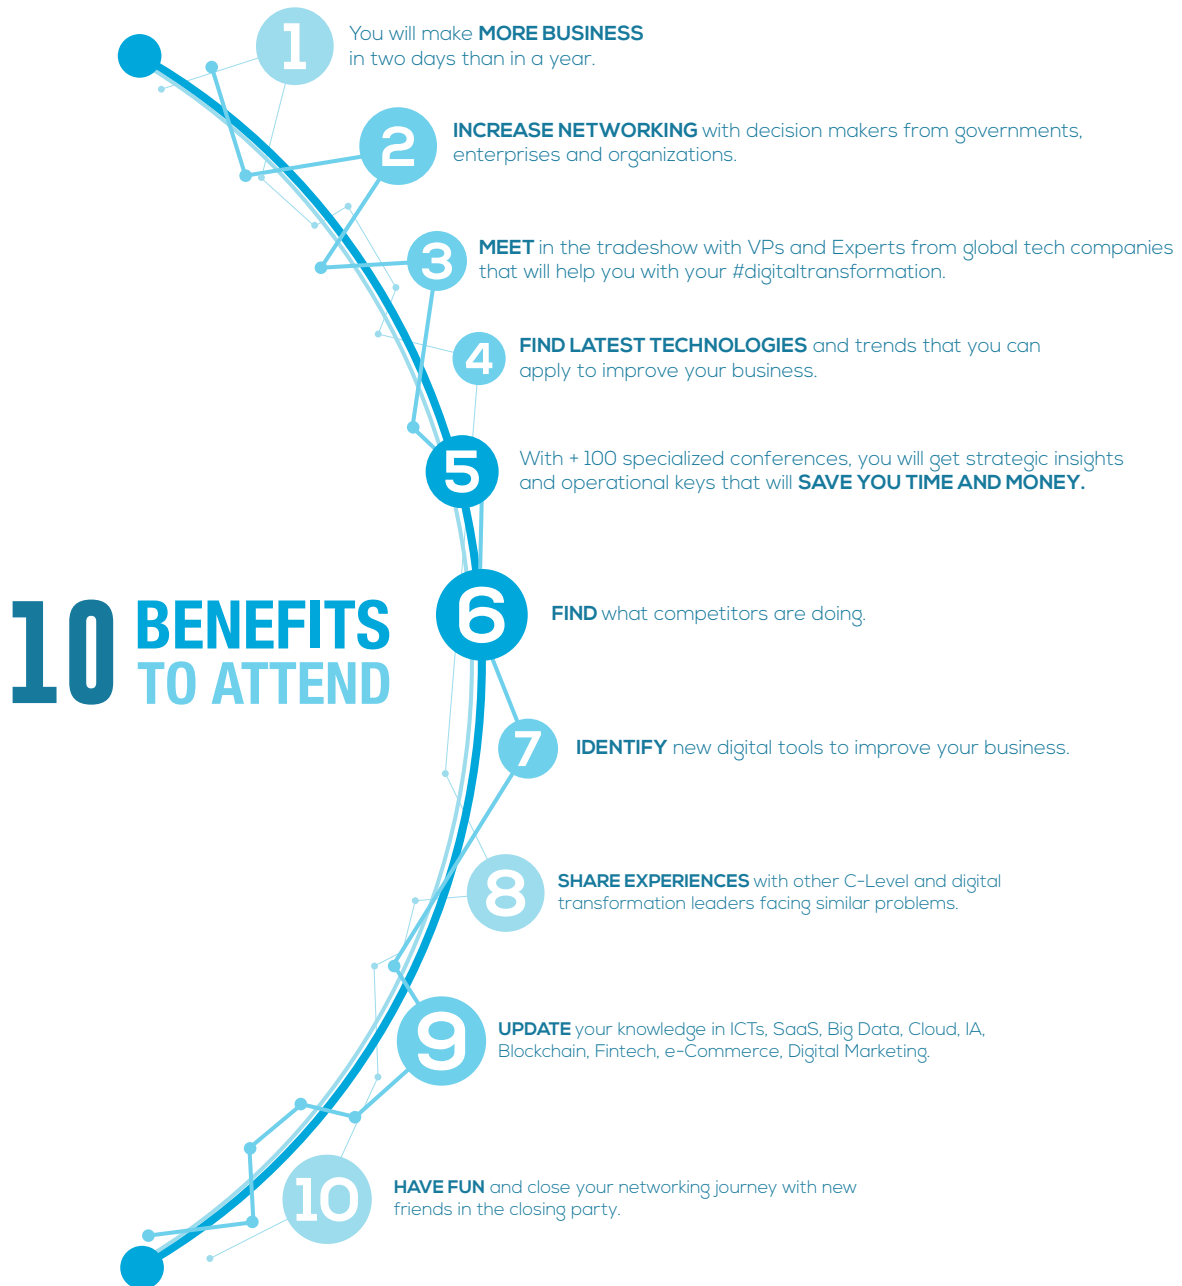 1
You will make MORE BUSINESS
in two days than in a year.
2
INCREASE NETWORKING with decision makers from governments,
enterprises and organizations.
3
MEET in the tradeshow with VPs and Experts from global tech companies
that will help you with your #digitaltransformation.
4
FIND LATEST TECHNOLOGIES and trends that you can
apply to improve your business.
5
With + 100 specialized conferences, you will get strategic insights
and operational keys that will SAVE YOU TIME AND MONEY.
10 BENEFITS
TO ATTEND
6
FIND what competitors are doing.
7
IDENTIFY new digital tools to improve your business.
8
SHARE EXPERIENCES with other C-Level and digital
transformation leaders facing similar problems.
9
UPDATE your knowledge in ICTs, SaaS, Big Data, Cloud, IA,
Blockchain, Fintech, e-Commerce, Digital Marketing.
10
HAVE FUN and close your networking journey with new
friends in the closing party.